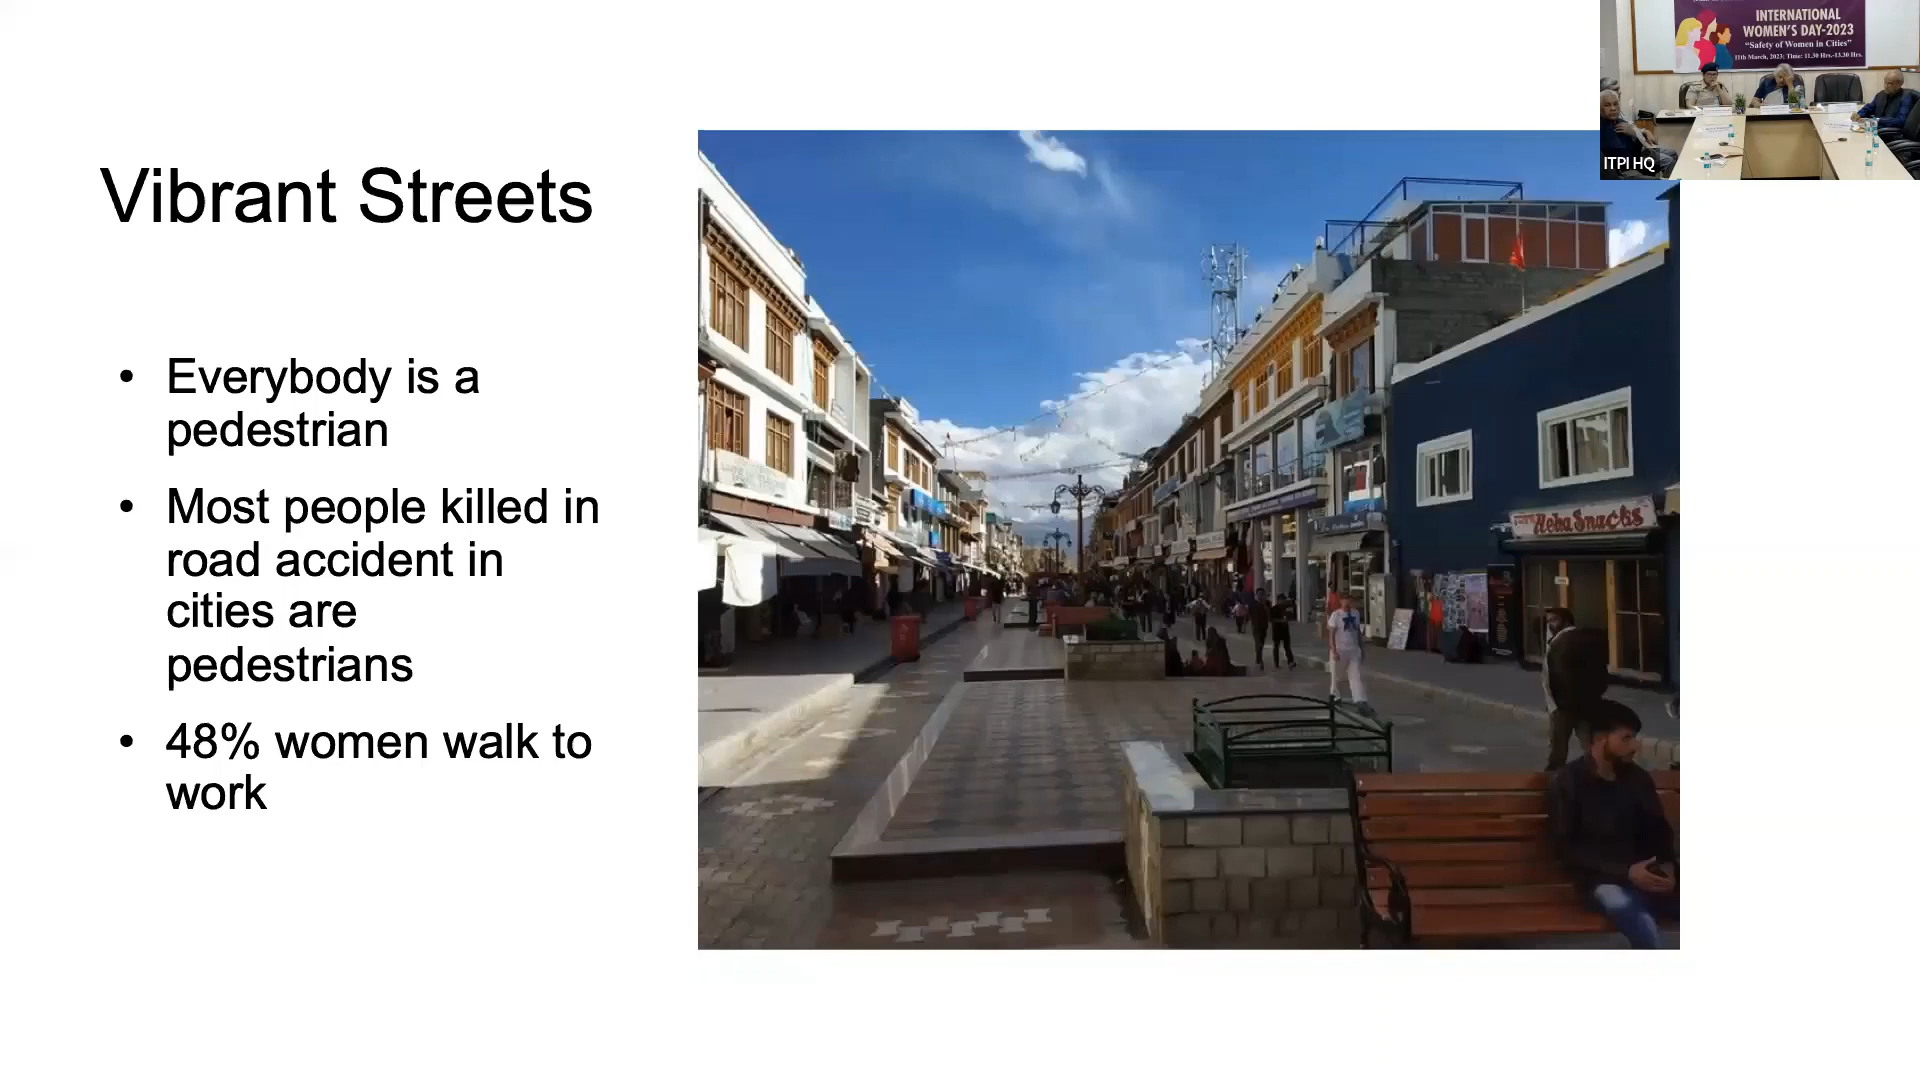 INTERNATIONAL
WOMEN'S DAY-2023
"Safety of Women in Cities"
11th March, 2023; Time: 11.30 Hrs.-13.30 Hrs.
ITPI HQ
Vibrant Streets
• Everybody is a
pedestrian
• Most people killed in
road accident in
cities are
pedestrians
• 48% women walk to
work
Reba Snacks